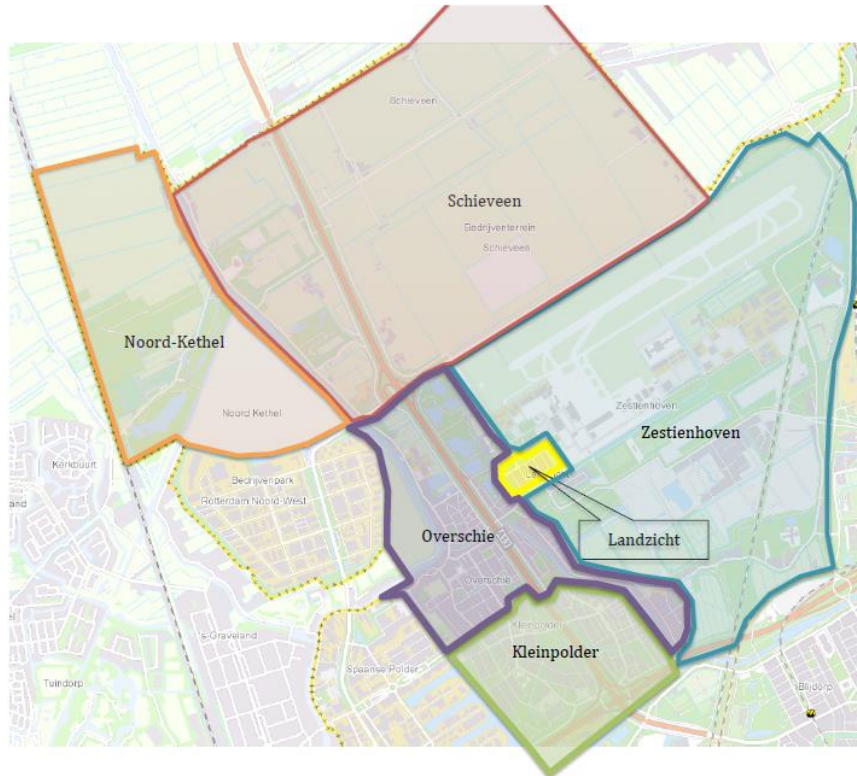 Schieveen
Schieveen
Bedrijventerrein
Schieveen
Noord-Kethel
Noord Kethel
Zestienhoven
Zestienhoven
Kerkbuurt
Bedrijvenpark
Rotterdam Noord-West
Landzicht
Overschie
Overschie
's-Graveland
Kleinpolder
Kleinpolder
Spaanse Polder
Tuindorp
Blijdorp